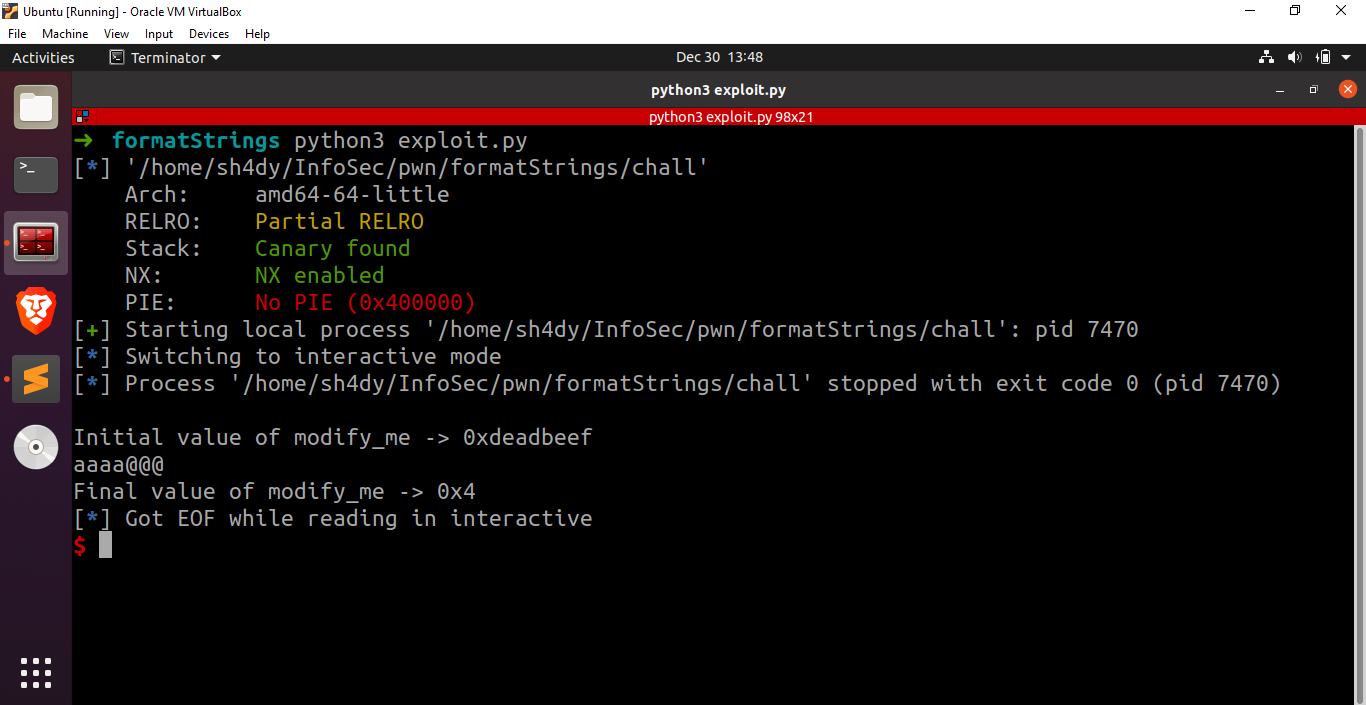 Ubuntu [Running] - Oracle VM VirtualBox
File Machine View Input Devices Help
Activities Terminator Dec 30 13:48
python3 exploit.py
python3 exploit.py 98x21
➜ formatStrings python3 exploit.py
[*] '/home/sh4dy/InfoSec/pwn/formatStrings/chall'
Arch: amd64-64-little
RELRO: Partial RELRO
Stack: Canary found
NX: NX enabled
PIE: No PIE (0x400000)
[+] Starting local process '/home/sh4dy/InfoSec/pwn/formatStrings/chall': pid 7470
[*] Switching to interactive mode
[*] Process '/home/sh4dy/InfoSec/pwn/formatStrings/chall' stopped with exit code 0 (pid 7470)
Initial value of modify_me -> 0xdeadbeef
aaaa@@@
Final value of modify_me -> 0x4
[*] Got EOF while reading in interactive
$